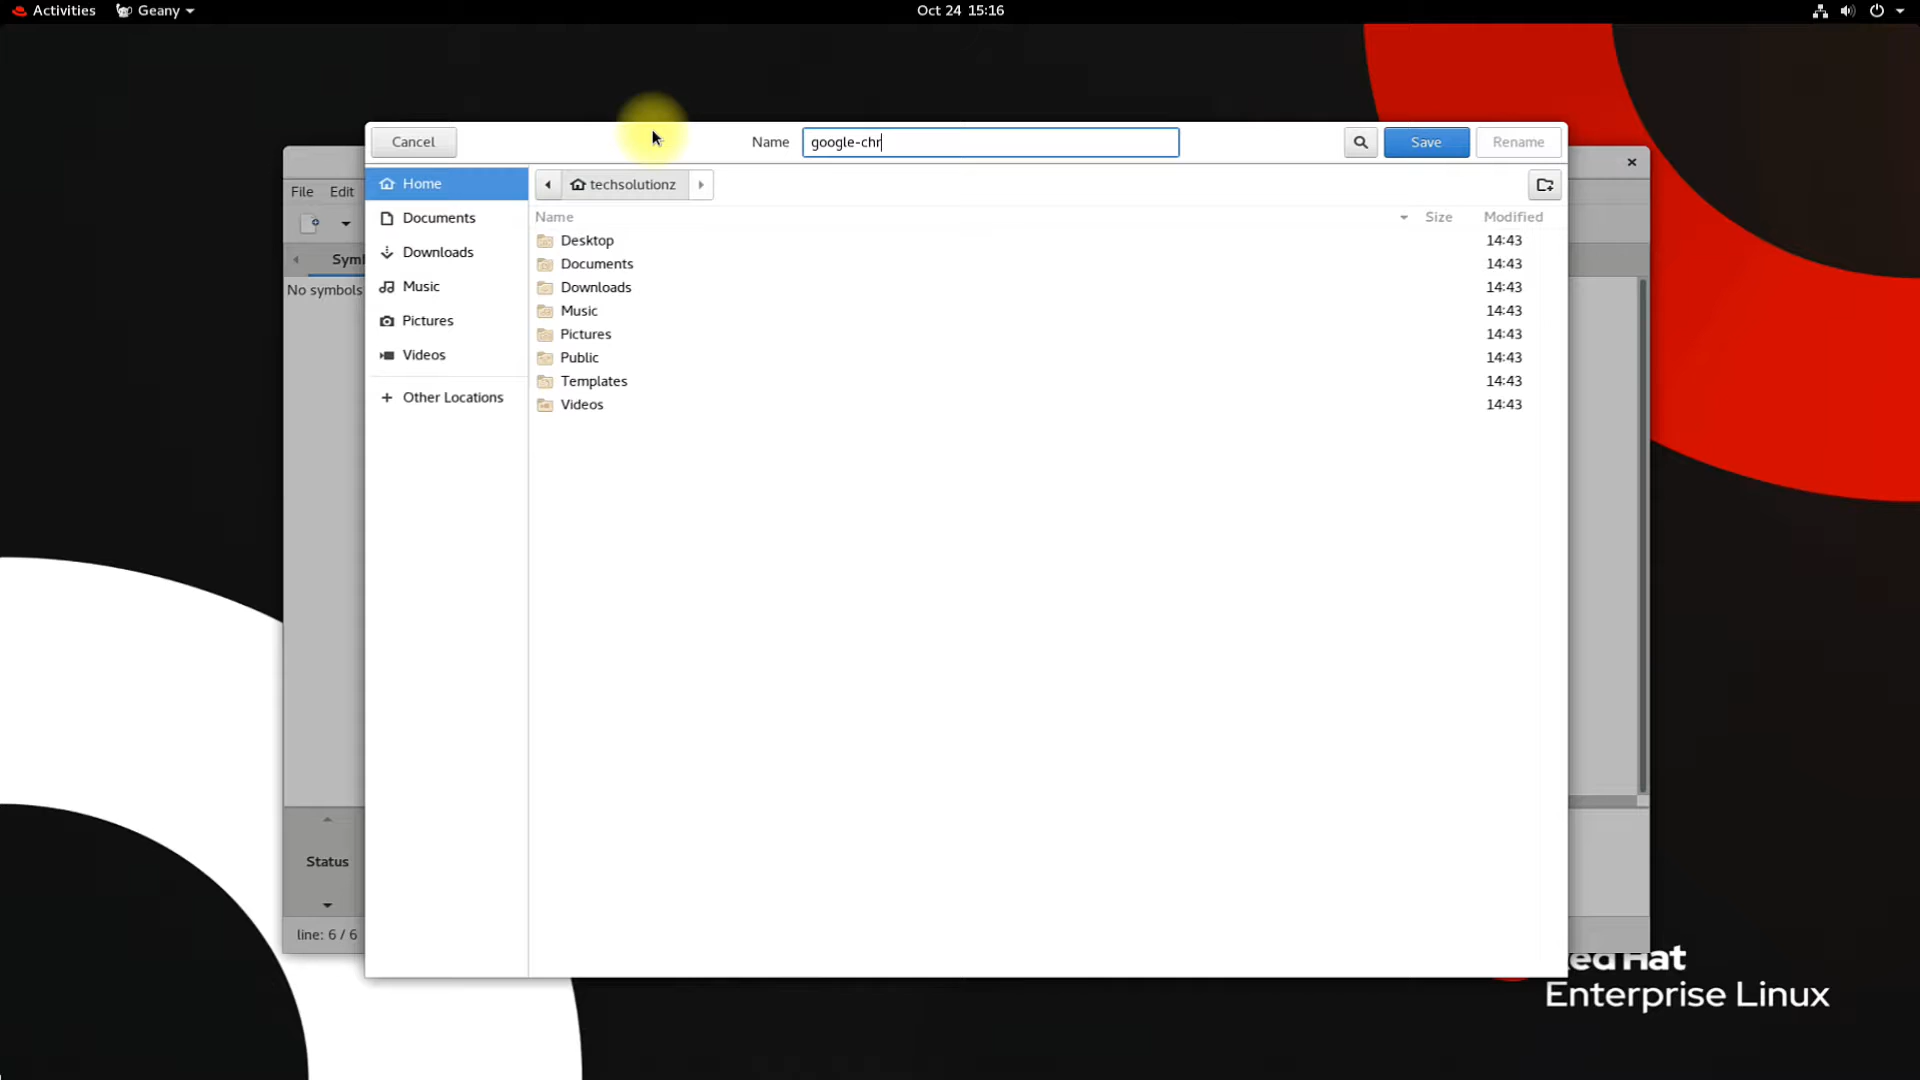 Activities Geany Oct 24 15:16
Cancel Name google-chr Save Rename
File Edit
Home techsolutionz
Documents
Downloads
Music
Pictures
Videos
Other Locations
Name Size Modified
Desktop 14:43
Documents 14:43
Downloads 14:43
Music 14:43
Pictures 14:43
Public 14:43
Templates 14:43
Videos 14:43
No symbols
Status
line: 6 / 6
Hat
Enterprise Linux